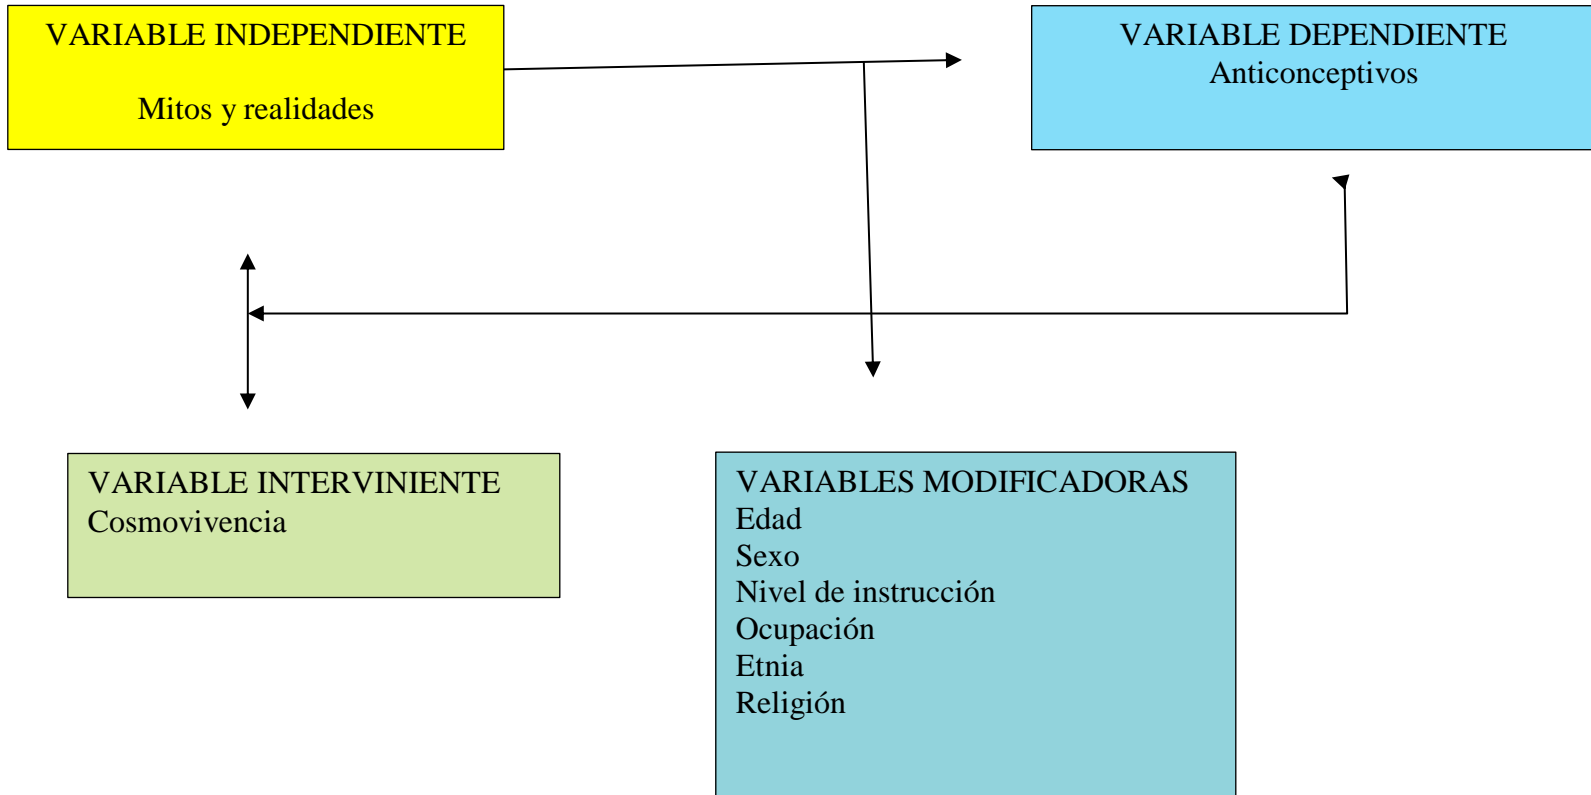 VARIABLE INDEPENDIENTE
Mitos y realidades
VARIABLE DEPENDIENTE
Anticonceptivos
VARIABLE INTERVINIENTE
Cosmovivencia
VARIABLES MODIFICADORAS
Edad
Sexo
Nivel de instrucción
Ocupación
Etnia
Religión